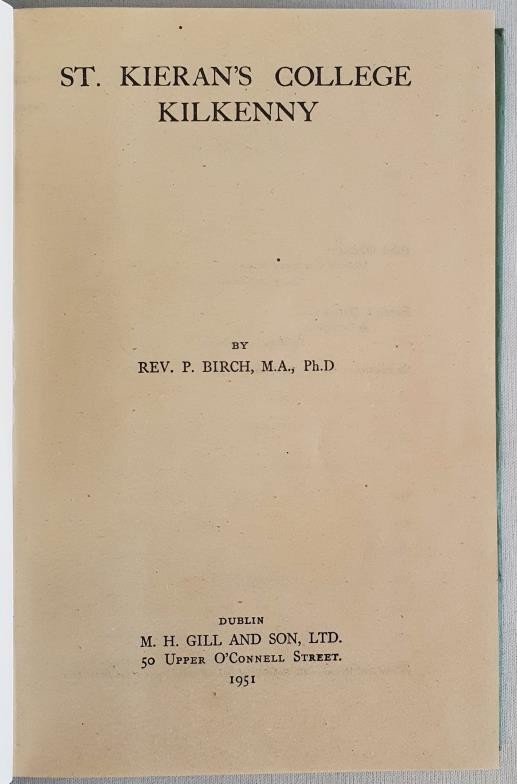 ST. KIERAN'S COLLEGE
KILKENNY
BY
REV. P. BIRCH, M.A., Ph.D
DUBLIN
M. H. GILL AND SON, LTD.
50 UPPER O'CONNELL STREET.
1951